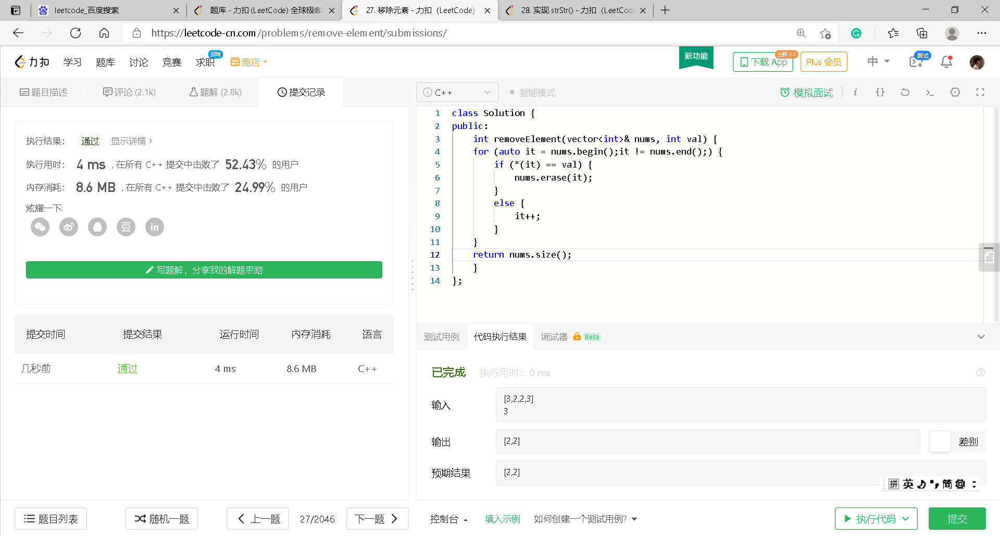 leetcode_百度搜索
题库 - 力扣 (LeetCode) 全球极客
27. 移除元素 - 力扣（LeetCode）
28. 实现 strStr() - 力扣（LeetCod
https://leetcode-cn.com/problems/remove-element/submissions/
力扣 学习 题库 讨论 竞赛 求职 招聘 商店
新功能
下载 App 全新 2.0
Plus 会员
中
面试
题目描述 评论 (2.1k) 题解 (2.8k) 提交记录
C++ 智能模式 模拟面试
执行结果： 通过 显示详情 >
执行用时： 4 ms , 在所有 C++ 提交中击败了 52.43% 的用户
内存消耗： 8.6 MB , 在所有 C++ 提交中击败了 24.99% 的用户
炫耀一下:
豆 in
写题解，分享我的解题思路
提交时间 提交结果 运行时间 内存消耗 语言
几秒前 通过 4 ms 8.6 MB C++
1 class Solution {
2 public:
3 int removeElement(vector<int>& nums, int val) {
4 for (auto it = nums.begin();it != nums.end();) {
5 if (*(it) == val) {
6 nums.erase(it);
7 }
8 else {
9 it++;
10 }
11 }
12 return nums.size();
13 }
14 };
测试用例 代码执行结果 调试器 Beta
已完成 执行用时：0 ms
输入
[3,2,2,3]
3
输出 [2,2] 差别
预期结果 [2,2]
拼 英 简
题目列表 随机一题 上一题 27/2046 下一题 控制台 填入示例 如何创建一个测试用例? 执行代码 提交